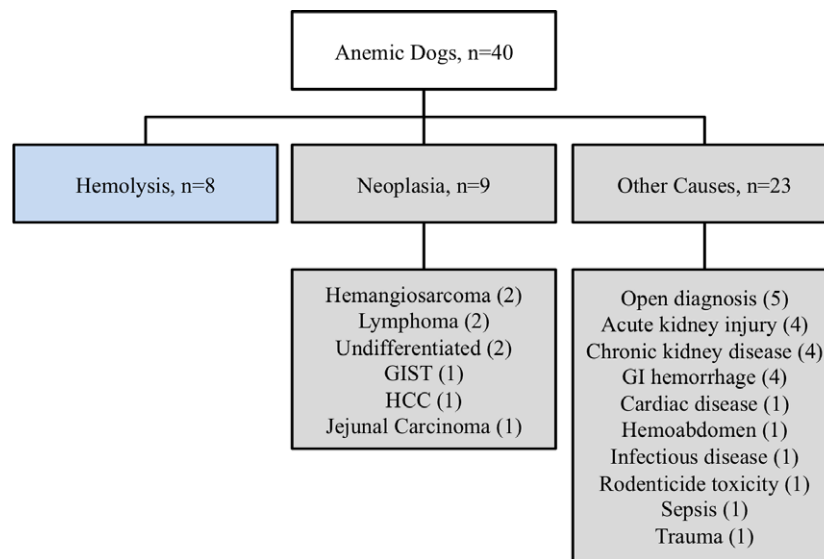 Anemic Dogs, n=40
Hemolysis, n=8
Neoplasia, n=9
Other Causes, n=23
Hemangiosarcoma (2)
Lymphoma (2)
Undifferentiated (2)
GIST (1)
HCC (1)
Jejunal Carcinoma (1)
Open diagnosis (5)
Acute kidney injury (4)
Chronic kidney disease (4)
GI hemorrhage (4)
Cardiac disease (1)
Hemoabdomen (1)
Infectious disease (1)
Rodenticide toxicity (1)
Sepsis (1)
Trauma (1)